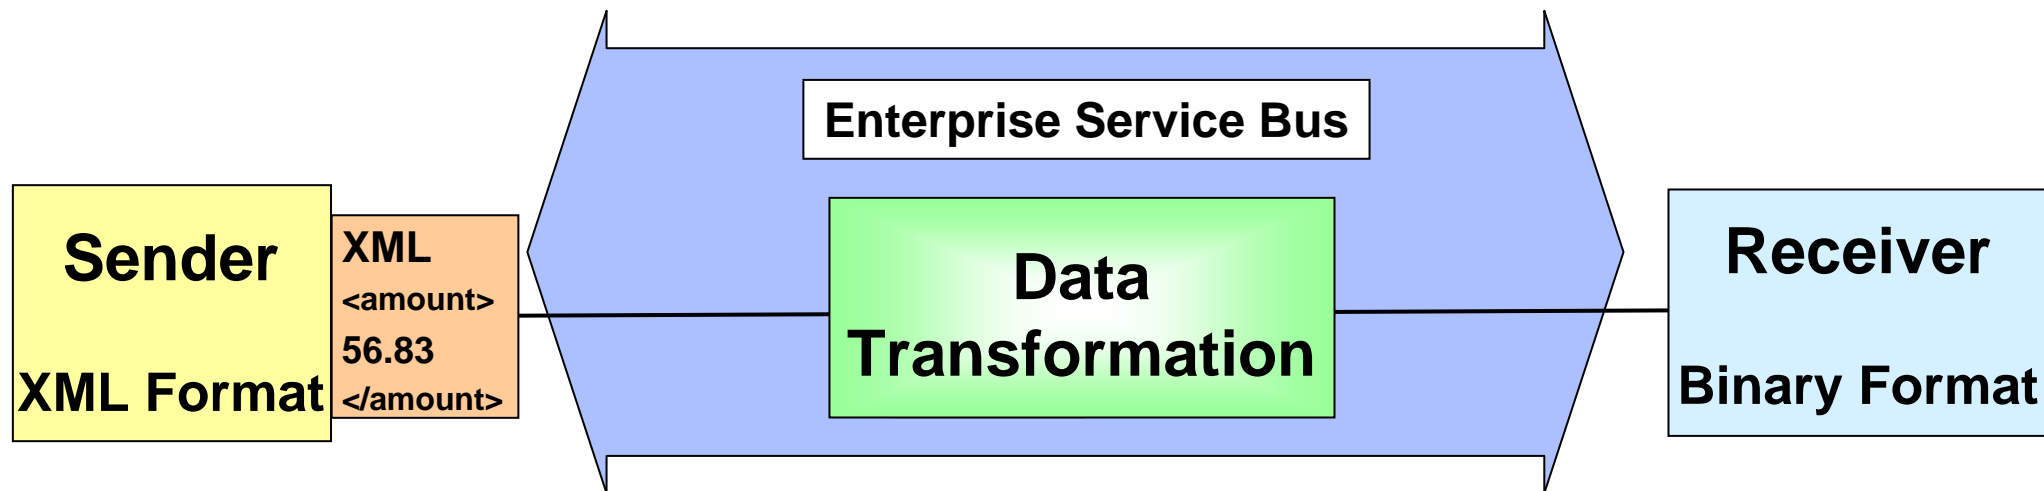 Enterprise Service Bus
Sender
XML Format
XML
<amount>
56.83
</amount>
Data
Transformation
Receiver
Binary Format